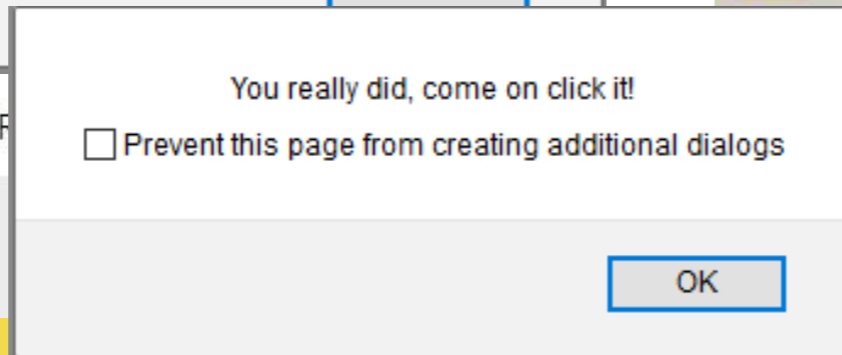 You really did, come on click it!
Prevent this page from creating additional dialogs
OK